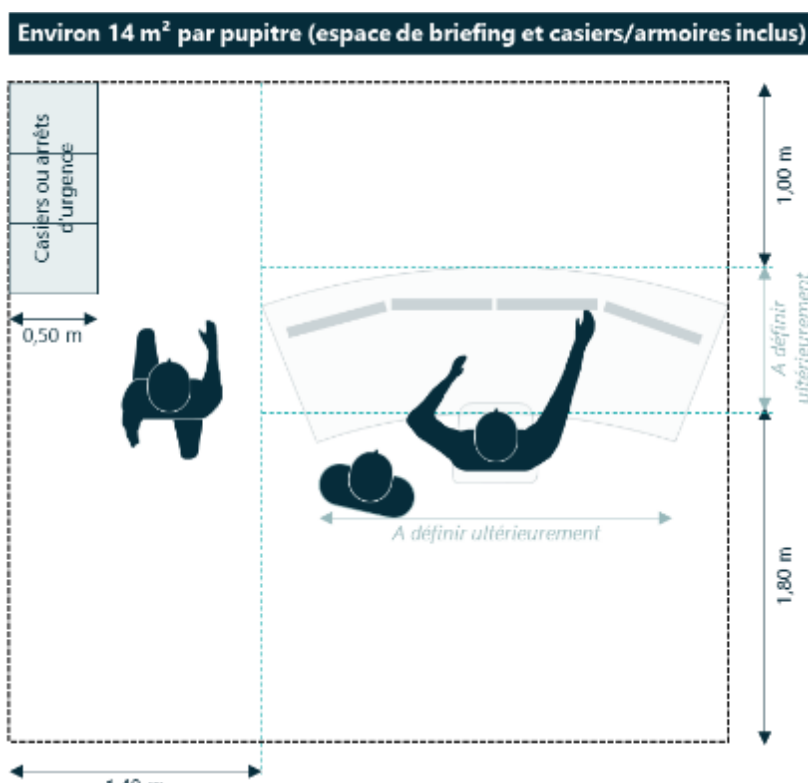 Environ 14 m² par pupitre (espace de briefing et casiers/armoires inclus)
Casiers ou arrêts
d'urgence
1,00 m
0,50 m
A définir
ultérieurement
A définir ultérieurement
1,80 m